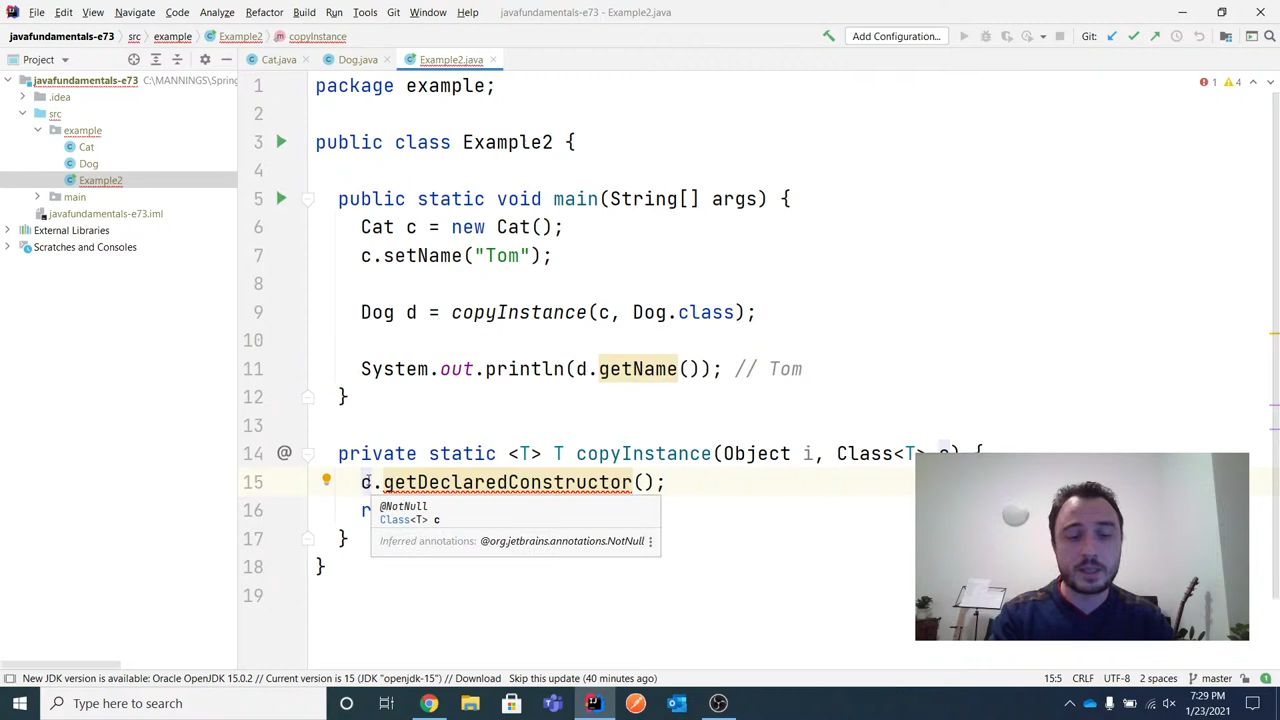 File Edit View Navigate Code Analyze Refactor Build Run Tools Git Window Help javafundamentals-e73 - Example2.java
javafundamentals-e73 src example Example2 copyInstance Add Configuration... Git:
Project Cat.java Dog.java Example2.java
javafundamentals-e73 C:\MANNINGS\Spring
.idea
src
example
Cat
Dog
Example2
main
javafundamentals-e73.iml
External Libraries
Scratches and Consoles
1 package example; 1 4
2
3 public class Example2 {
4
5 public static void main(String[] args) {
6 Cat c = new Cat();
7 c.setName("Tom");
8
9 Dog d = copyInstance(c, Dog.class);
10
11 System.out.println(d.getName()); // Tom
12 }
13
14 @ private static <T> T copyInstance(Object i, Class<T> c) {
15 c.getDeclaredConstructor();
16 r
17 }
18 }
19
@NotNull
Class<T> c
Inferred annotations: @org.jetbrains.annotations.NotNull
New JDK version is available: Oracle OpenJDK 15.0.2 // Current version is 15 (JDK "openjdk-15") // Download Skip this update (40 minutes ago) 15:5 CRLF UTF-8 2 spaces master
Type here to search 7:29 PM
1/23/2021